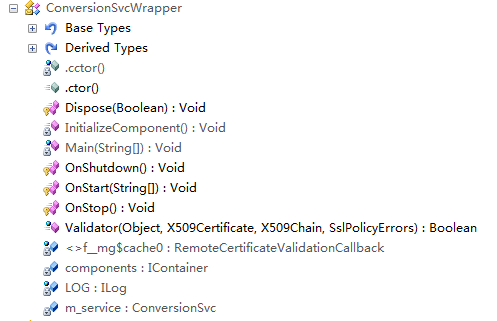 ConversionSvcWrapper
Base Types
Derived Types
.cctor()
.ctor()
Dispose(Boolean) : Void
InitializeComponent() : Void
Main(String[]) : Void
OnShutdown() : Void
OnStart(String[]) : Void
OnStop() : Void
Validator(Object, X509Certificate, X509Chain, SslPolicyErrors) : Boolean
<>f__mg$cache0 : RemoteCertificateValidationCallback
components : IContainer
LOG : ILog
m_service : ConversionSvc